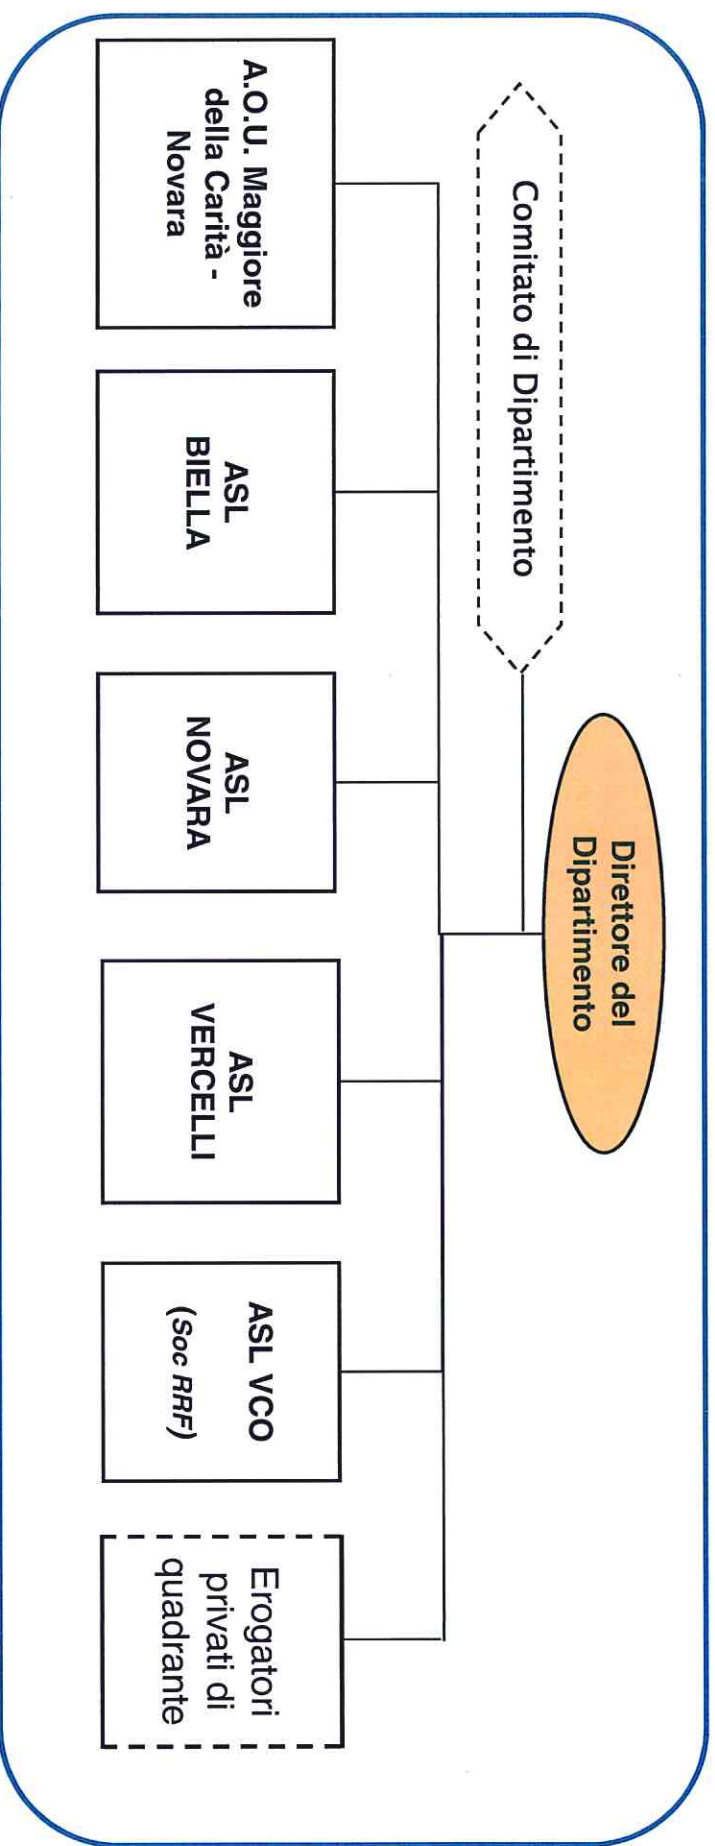 Direttore del
Dipartimento
Comitato di Dipartimento
A.O.U. Maggiore
della Carità -
Novara
ASL
BIELLA
ASL
NOVARA
ASL
VERCELLI
ASL VCO
(Soc RRF)
Erogatori
privati di
quadrante